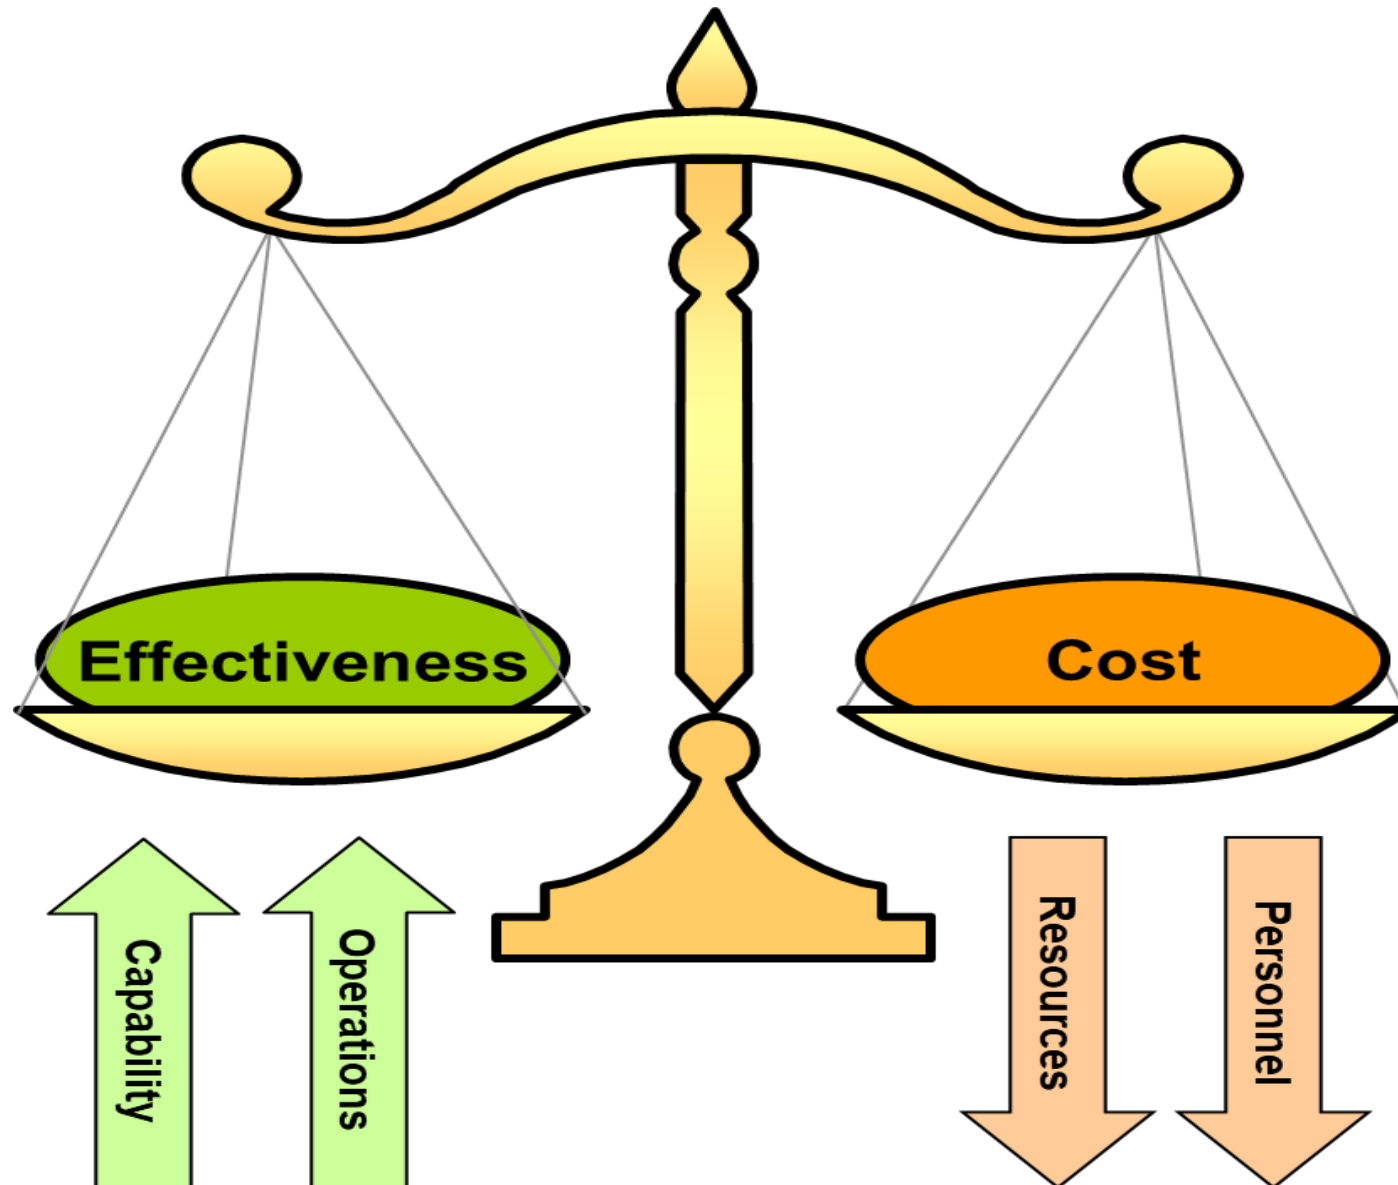 Effectiveness
Cost
Capability
Operations
Resources
Personnel